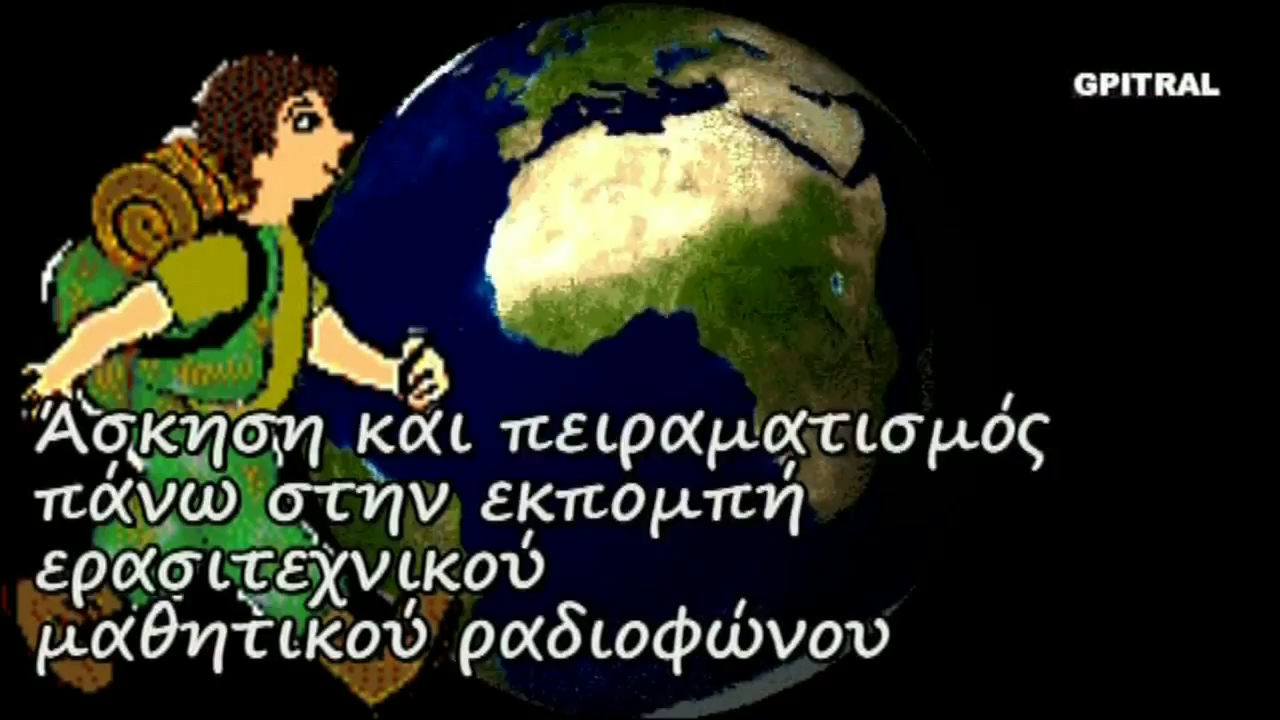 GPITRAL
Άσκηση και πειραματισμός
πάνω στην εκπομπή
ερασιτεχνικού
μαθητικού ραδιοφώνου